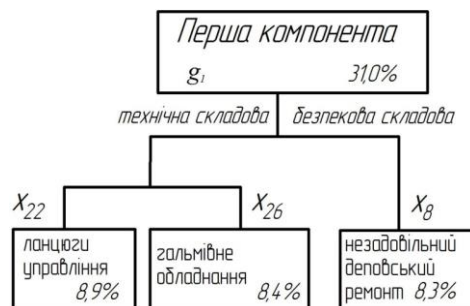 Перша компонента
g₁ 31,0%
технічна складова безпекова складова
X₂₂ X₂₆ X₈
ланцюги управління 8,9%
гальмівне обладнання 8,4%
незадовільний деповський ремонт 8,3%